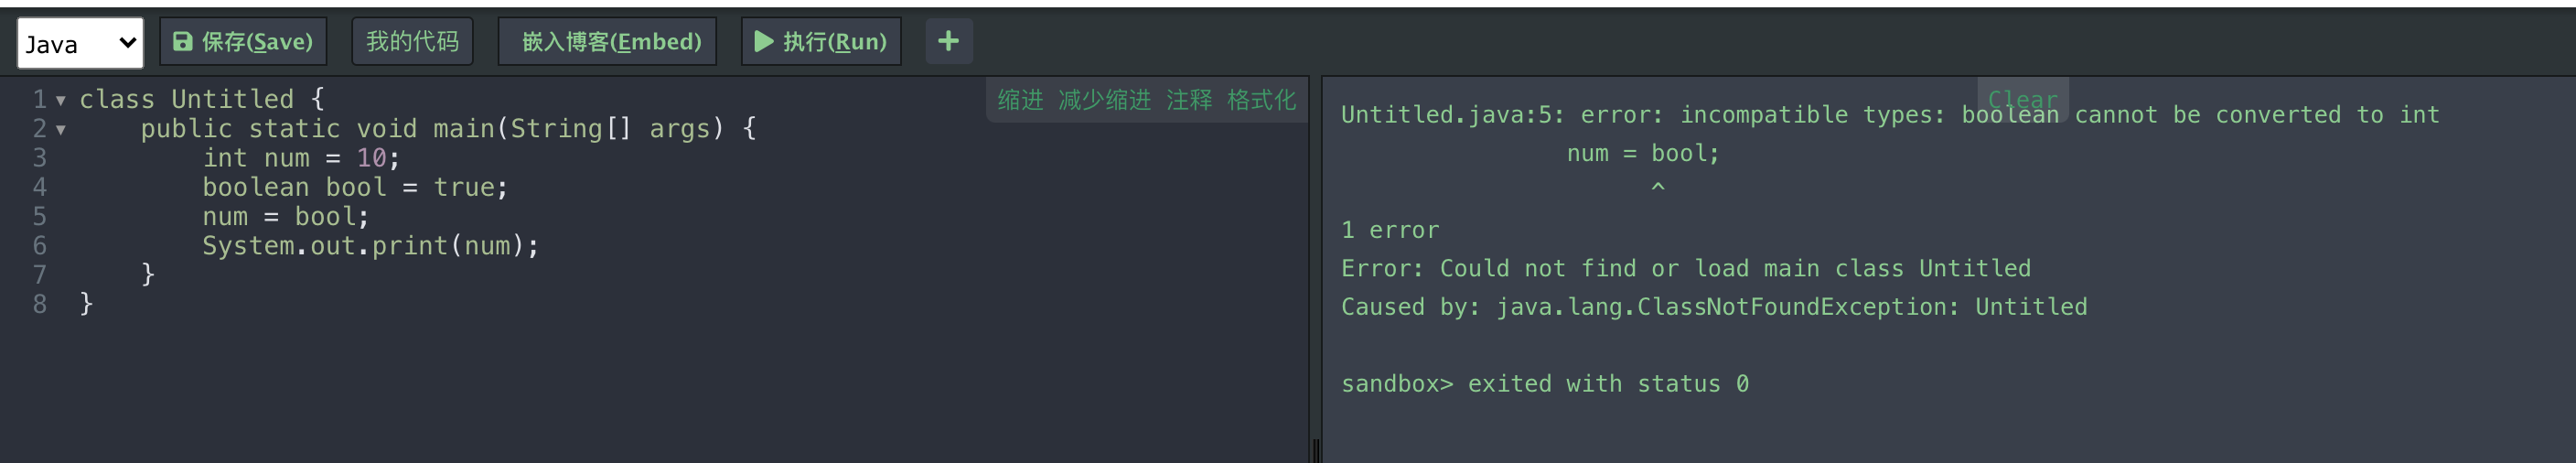 Java 保存(Save) 我的代码 嵌入博客(Embed) 执行(Run) +
缩进 减少缩进 注释 格式化
1 class Untitled {
2 public static void main(String[] args) {
3 int num = 10;
4 boolean bool = true;
5 num = bool;
6 System.out.print(num);
7 }
8 }
Clear
Untitled.java:5: error: incompatible types: boolean cannot be converted to int
num = bool;
^
1 error
Error: Could not find or load main class Untitled
Caused by: java.lang.ClassNotFoundException: Untitled
sandbox> exited with status 0